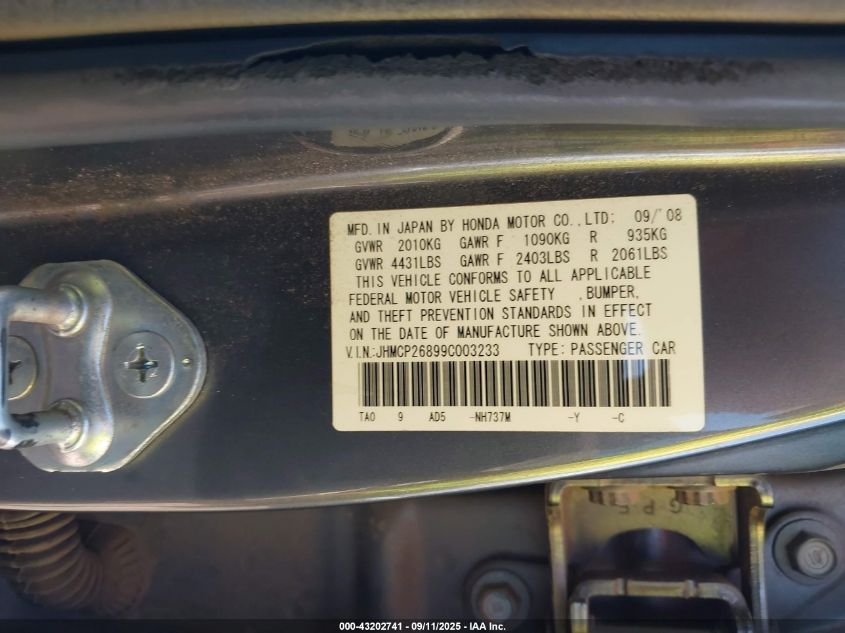 MFD. IN JAPAN BY HONDA MOTOR CO., LTD: 09/'08
GVWR 2010KG GAWR F 1090KG R 935KG
GVWR 4431LBS GAWR F 2403LBS R 2061LBS
THIS VEHICLE CONFORMS TO ALL APPLICABLE
FEDERAL MOTOR VEHICLE SAFETY , BUMPER,
AND THEFT PREVENTION STANDARDS IN EFFECT
ON THE DATE OF MANUFACTURE SHOWN ABOVE.
V.I.N.:JHMCP26899C003233 TYPE: PASSENGER CAR
TA0 9 AD5 -NH737M -Y -C
G P F
000-43202741 - 09/11/2025 - IAA Inc.